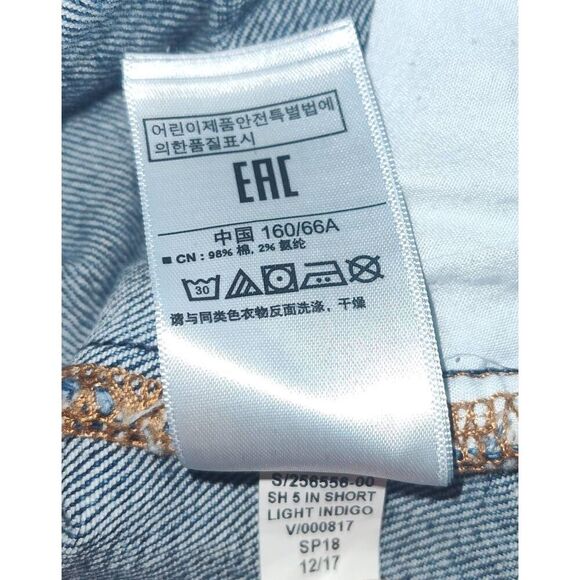 어린이제품안전특별법에
의한품질표시
EAC
中国 160/66A
■ CN : 98% 棉, 2% 氨纶
30
请与同类色衣物反面洗涤, 干燥
S/256558-00
SH 5 IN SHORT
LIGHT INDIGO
V/000817
SP18
12/17